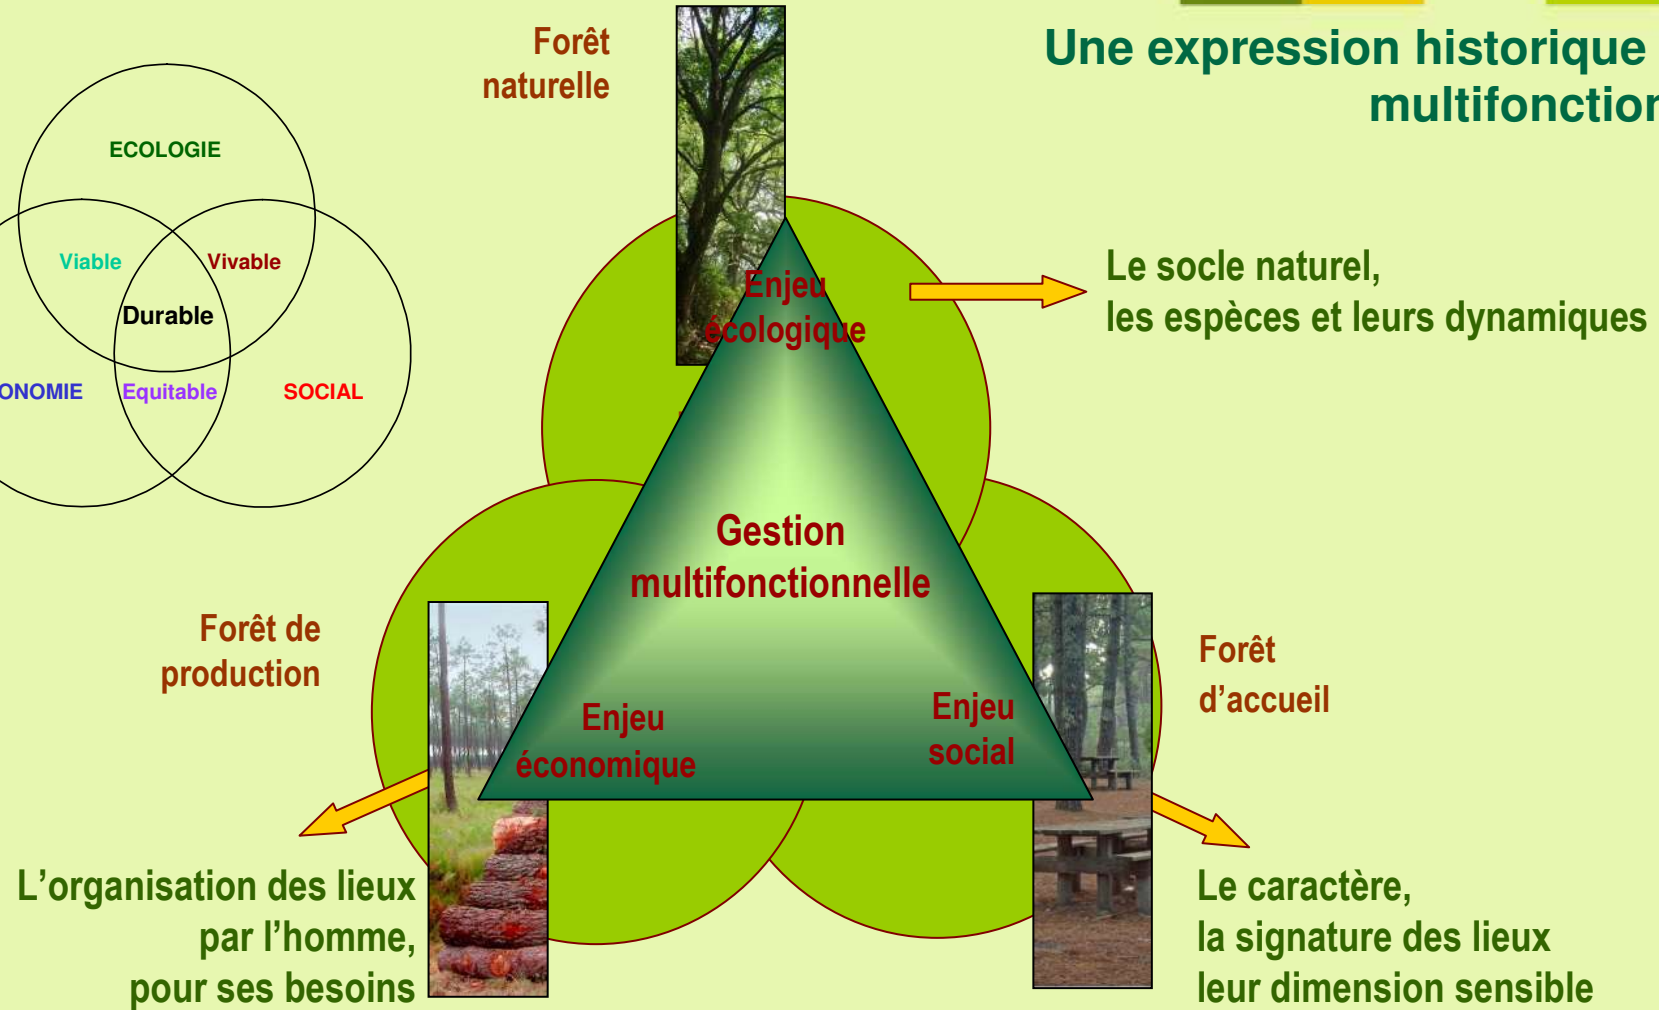 Une expression historique
multifonction
Forêt
naturelle
ECOLOGIE
Viable
Vivable
Durable
ONOMIE
Equitable
SOCIAL
Enjeu
écologique
Le socle naturel,
les espèces et leurs dynamiques
Gestion
multifonctionnelle
Forêt de
production
Enjeu
économique
Enjeu
social
Forêt
d’accueil
L’organisation des lieux
par l’homme,
pour ses besoins
Le caractère,
la signature des lieux
leur dimension sensible